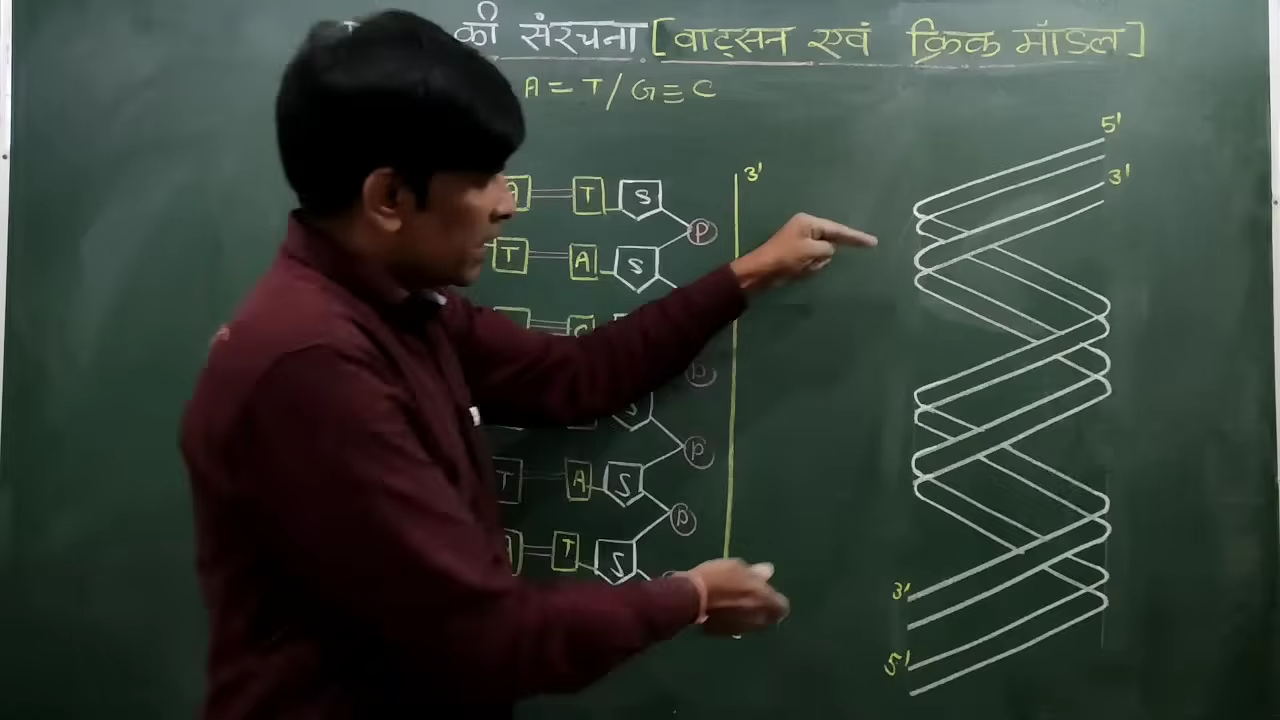 की संरचना [वाट्सन एवं क्रिक मॉडल]
A = T / G ≡ C
5'
3'
3'
A T S
P
T A S
C
P
S
P
T A S
P
A T S
3'
5'